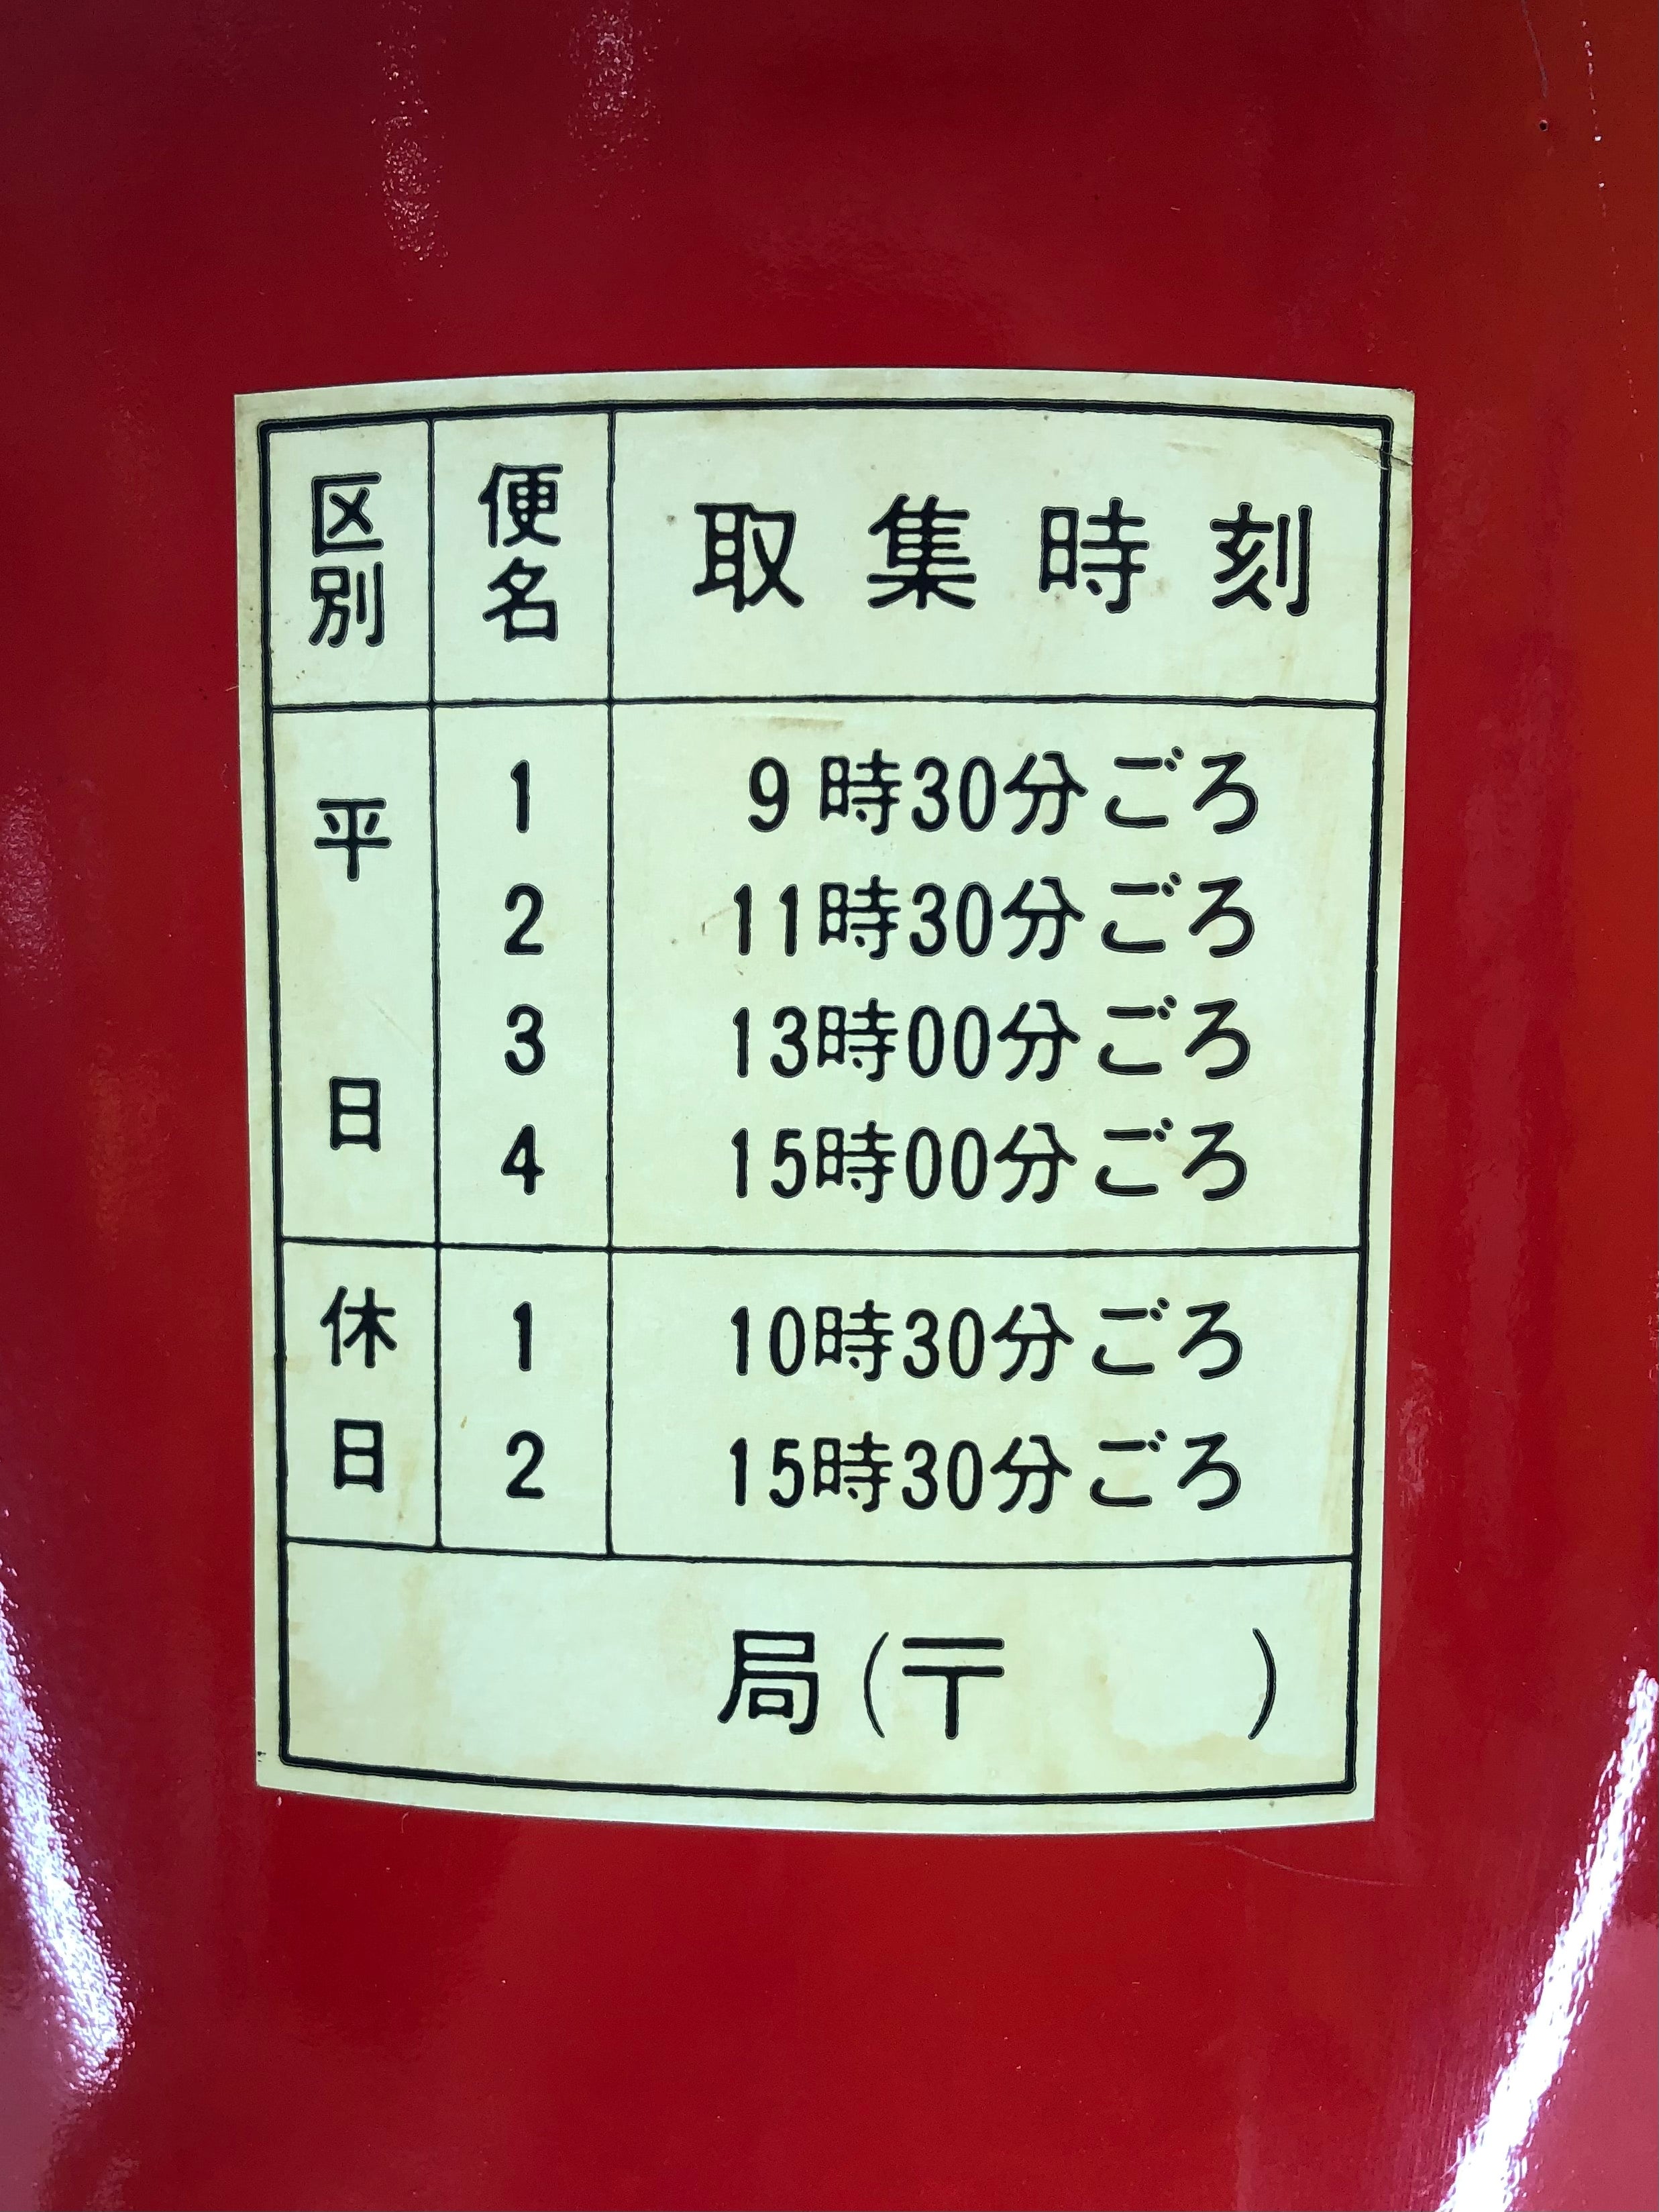 区別 便名 取集時刻
平日 1 9時30分ごろ
2 11時30分ごろ
3 13時00分ごろ
4 15時00分ごろ
休日 1 10時30分ごろ
2 15時30分ごろ
局(〒 )